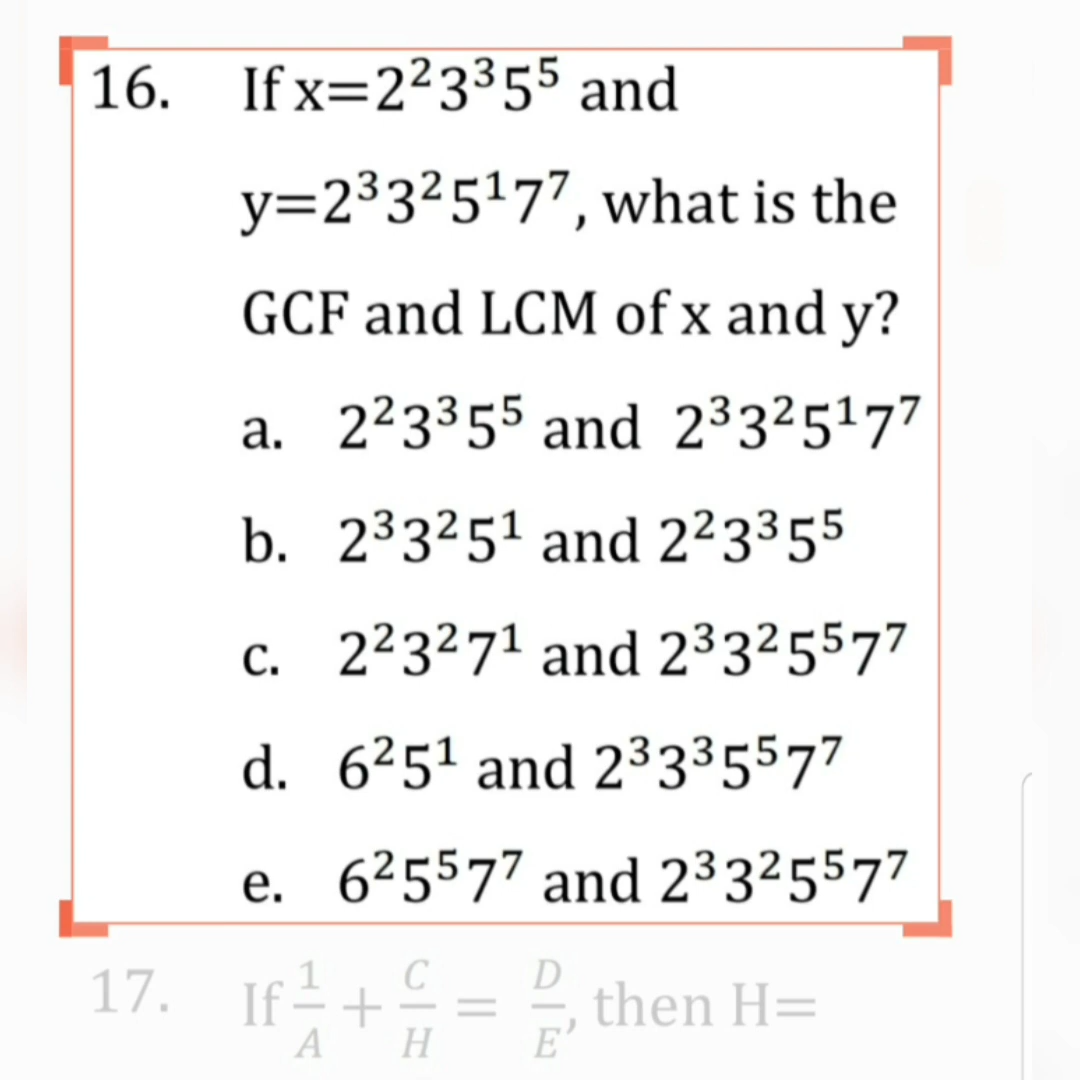 16. If x=2²3³5⁵ and
y=2³3²5¹7⁷, what is the
GCF and LCM of x and y?
a. 2²3³5⁵ and 2³3²5¹7⁷
b. 2³3²5¹ and 2²3³5⁵
c. 2²3²7¹ and 2³3²5⁵7⁷
d. 6²5¹ and 2³3³5⁵7⁷
e. 6²5⁵7⁷ and 2³3²5⁵7⁷
17. If 1/A + C/H = D/E, then H=